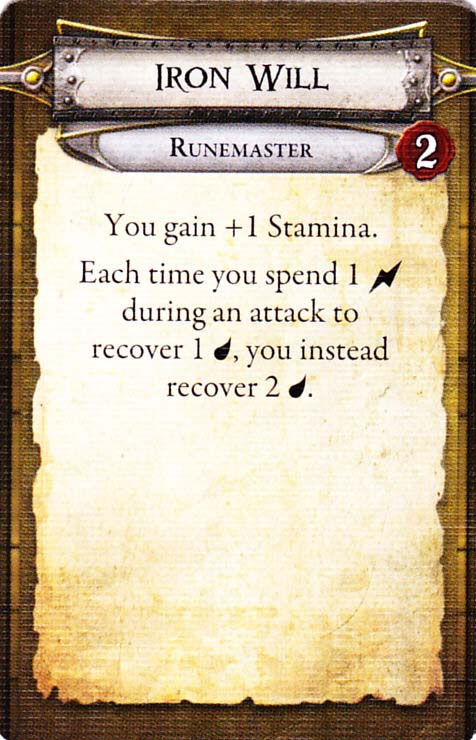 Iron Will
Runemaster
2
You gain +1 Stamina.
Each time you spend 1
during an attack to
recover 1 , you instead
recover 2 .